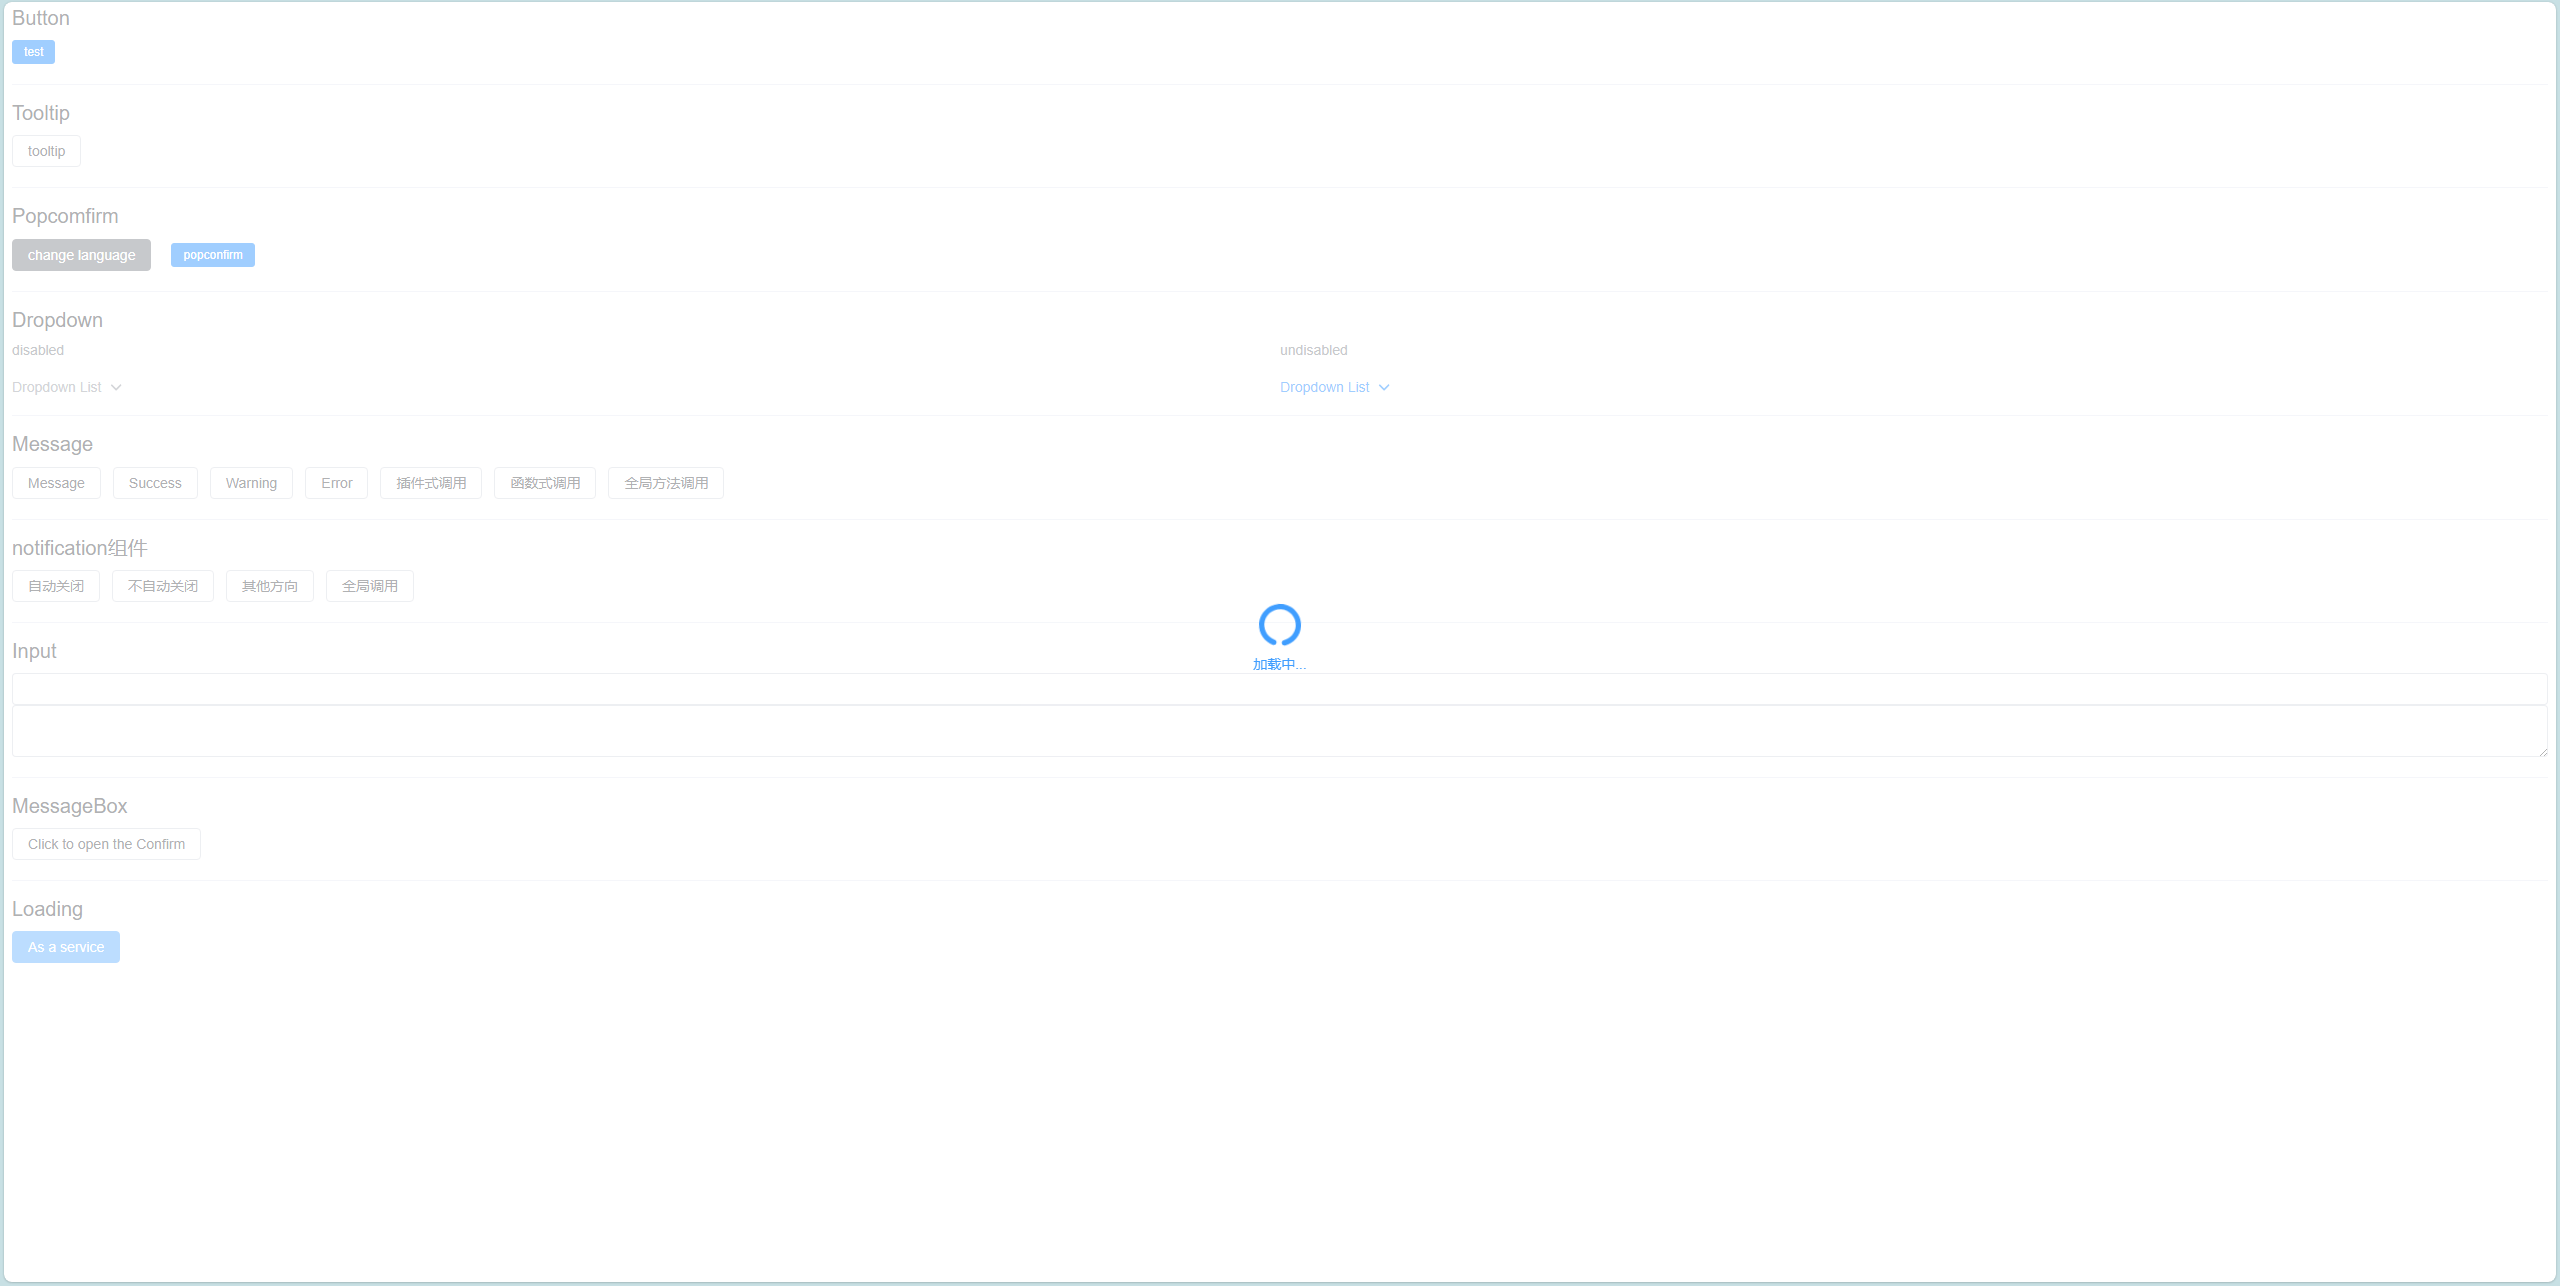 Button
test
Tooltip
tooltip
Popcomfirm
change language popconfirm
Dropdown
disabled undisabled
Dropdown List Dropdown List
Message
Message Success Warning Error 插件式调用 函数式调用 全局方法调用
notification组件
自动关闭 不自动关闭 其他方向 全局调用
Input
加载中...
MessageBox
Click to open the Confirm
Loading
As a service